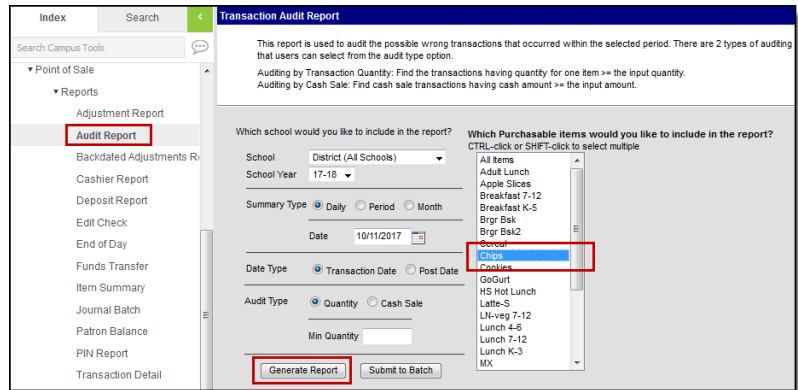 Index
Search
<
Search Campus Tools
Point of Sale
Reports
Adjustment Report
Audit Report
Backdated Adjustments R
Cashier Report
Deposit Report
Edit Check
End of Day
Funds Transfer
Item Summary
Journal Batch
Patron Balance
PIN Report
Transaction Detail
Transaction Audit Report
This report is used to audit the possible wrong transactions that occurred within the selected period. There are 2 types of auditing
that users can select from the audit type option.
Auditing by Transaction Quantity: Find the transactions having quantity for one item >= the input quantity.
Auditing by Cash Sale: Find cash sale transactions having cash amount >= the input amount.
Which school would you like to include in the report?
School District (All Schools)
School Year 17-18
Summary Type Daily Period Month
Date 10/11/2017
Date Type Transaction Date Post Date
Audit Type Quantity Cash Sale
Min Quantity
Generate Report Submit to Batch
Which Purchasable items would you like to include in the report?
CTRL-click or SHIFT-click to select multiple
All Items
Adult Lunch
Apple Slices
Breakfast 7-12
Breakfast K-5
Brgr Bsk
Brgr Bsk2
Cereal
Chips
Cookies
GoGurt
HS Hot Lunch
Latte-S
LN-veg 7-12
Lunch 4-6
Lunch 7-12
Lunch K-3
MX